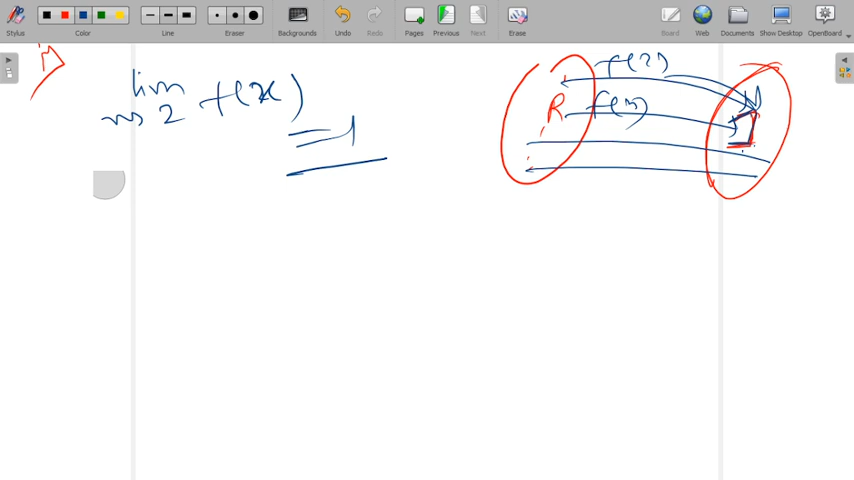 Stylus
Color
Line
Eraser
Backgrounds
Undo
Redo
Pages
Previous
Next
Erase
Board
Web
Documents
Show Desktop
OpenBoard
lim f(x)
2
= 1
R
f(x)